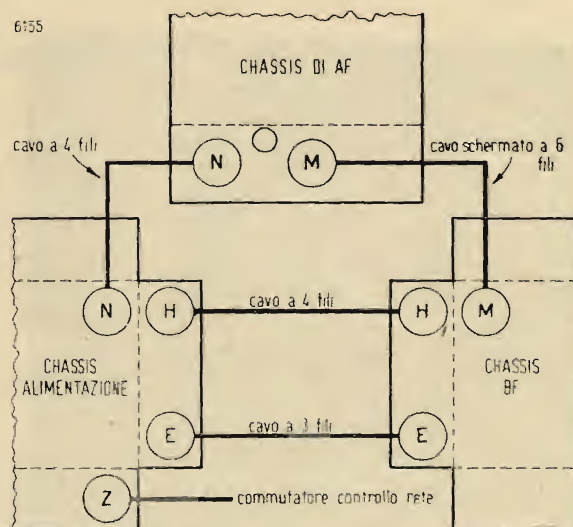 6155
CHASSIS DI AF
cavo a 4 fili
N
M
cavo schermato a 6
fili
N
H
cavo a 4 fili
H
M
CHASSIS
ALIMENTAZIONE
CHASSIS
BF
E
cavo a 3 fili
E
Z
commutatore controllo rete